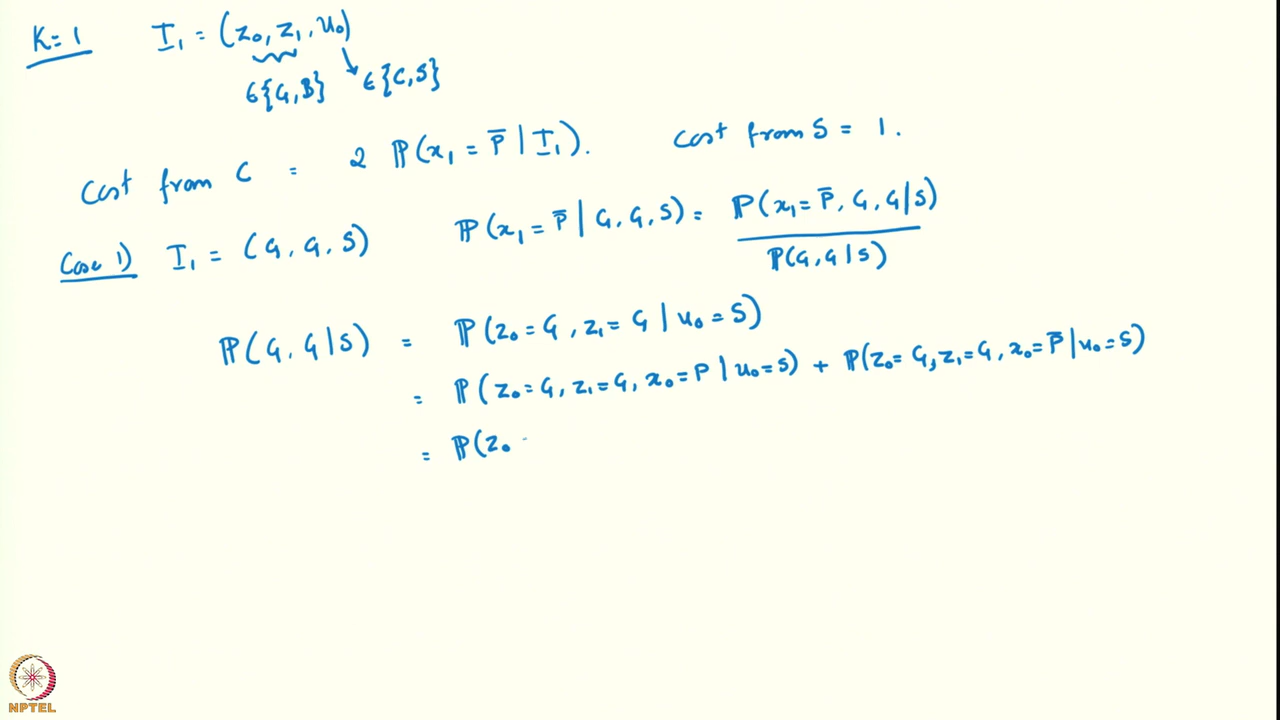 K=1 I₁ = (z₀, z₁, u₀)
∈{G,B} ∈{C,S}
Cost from C = 2 ℙ(x₁ = P̄ | I₁). Cost from S = 1.
Case 1) I₁ = (G, G, S) ℙ(x₁ = P̄ | G, G, S) = ℙ(x₁ = P̄, G, G | S)
ℙ(G, G | S)
ℙ(G, G | S) = ℙ(z₀ = G, z₁ = G | u₀ = S)
= ℙ(z₀ = G, z₁ = G, x₀ = P | u₀ = S) + ℙ(z₀ = G, z₁ = G, x₀ = P̄ | u₀ = S)
= ℙ(z₀
NPTEL